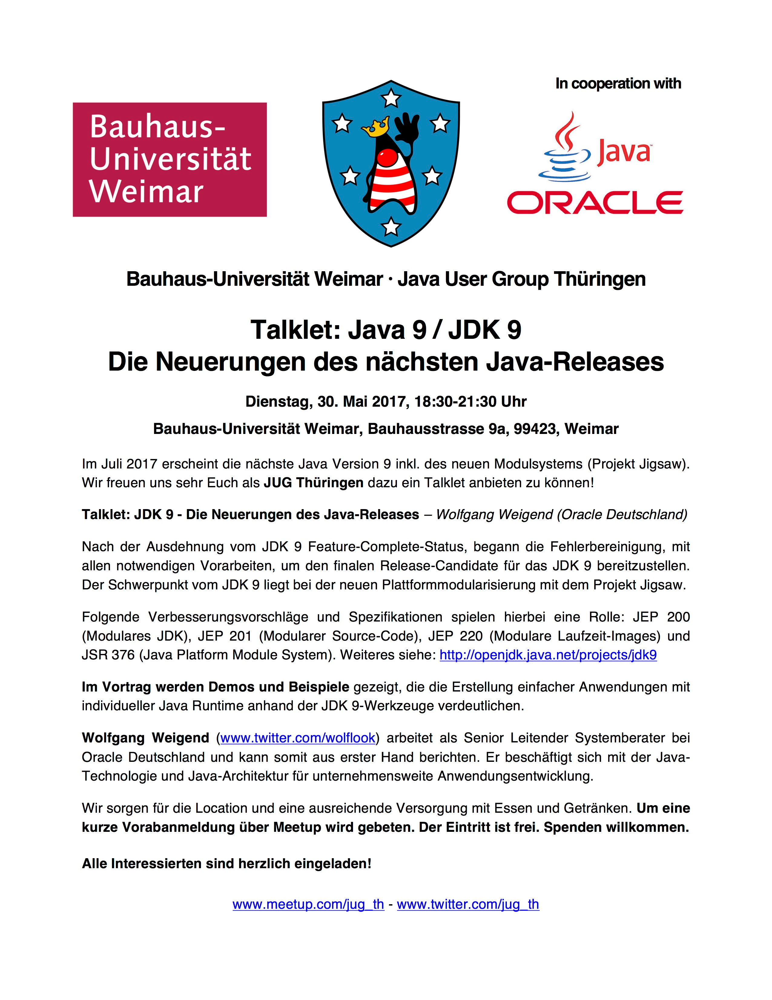 In cooperation with
Bauhaus-
Universität
Weimar
Java™
ORACLE
Bauhaus-Universität Weimar · Java User Group Thüringen
Talklet: Java 9 / JDK 9
Die Neuerungen des nächsten Java-Releases
Dienstag, 30. Mai 2017, 18:30-21:30 Uhr
Bauhaus-Universität Weimar, Bauhausstrasse 9a, 99423, Weimar
Im Juli 2017 erscheint die nächste Java Version 9 inkl. des neuen Modulsystems (Projekt Jigsaw).
Wir freuen uns sehr Euch als JUG Thüringen dazu ein Talklet anbieten zu können!
Talklet: JDK 9 - Die Neuerungen des Java-Releases – Wolfgang Weigend (Oracle Deutschland)
Nach der Ausdehnung vom JDK 9 Feature-Complete-Status, begann die Fehlerbereinigung, mit
allen notwendigen Vorarbeiten, um den finalen Release-Candidate für das JDK 9 bereitzustellen.
Der Schwerpunkt vom JDK 9 liegt bei der neuen Plattformmodularisierung mit dem Projekt Jigsaw.
Folgende Verbesserungsvorschläge und Spezifikationen spielen hierbei eine Rolle: JEP 200
(Modulares JDK), JEP 201 (Modularer Source-Code), JEP 220 (Modulare Laufzeit-Images) und
JSR 376 (Java Platform Module System). Weiteres siehe: http://openjdk.java.net/projects/jdk9
Im Vortrag werden Demos und Beispiele gezeigt, die die Erstellung einfacher Anwendungen mit
individueller Java Runtime anhand der JDK 9-Werkzeuge verdeutlichen.
Wolfgang Weigend (www.twitter.com/wolflook) arbeitet als Senior Leitender Systemberater bei
Oracle Deutschland und kann somit aus erster Hand berichten. Er beschäftigt sich mit der Java-
Technologie und Java-Architektur für unternehmensweite Anwendungsentwicklung.
Wir sorgen für die Location und eine ausreichende Versorgung mit Essen und Getränken. Um eine
kurze Vorabanmeldung über Meetup wird gebeten. Der Eintritt ist frei. Spenden willkommen.
Alle Interessierten sind herzlich eingeladen!
www.meetup.com/jug_th - www.twitter.com/jug_th